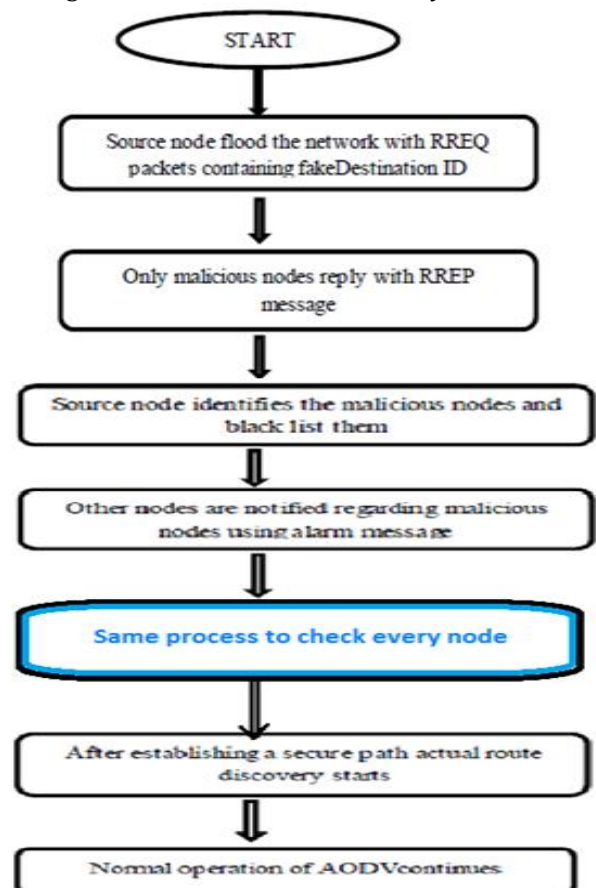 START
Source node flood the network with RREQ
packets containing fakeDestination ID
Only malicious nodes reply with RREP
message
Source node identifies the malicious nodes and
black list them
Other nodes are notified regarding malicious
nodes using alarm message
Same process to check every node
After establishing a secure path actual route
discovery starts
Normal operation of AODVcontinues